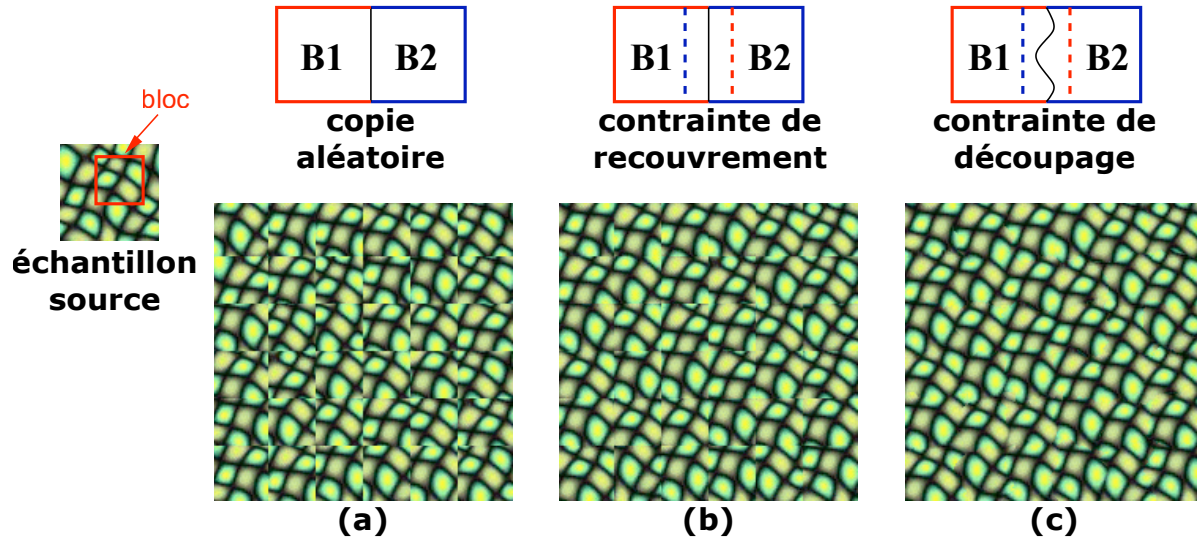 B1 B2
B1 B2
B1 B2
copie
aléatoire
contrainte de
recouvrement
contrainte de
découpage
bloc
échantillon
source
(a)
(b)
(c)